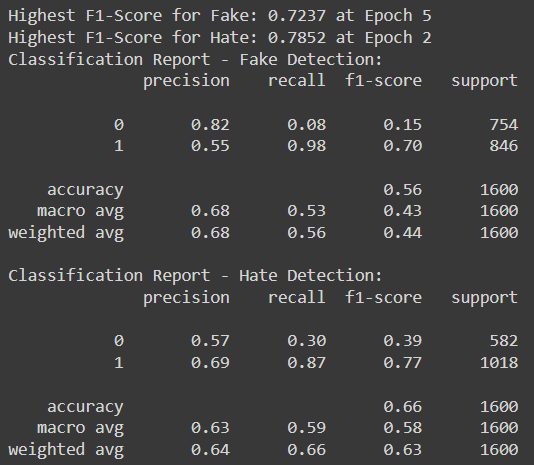 Highest F1-Score for Fake: 0.7237 at Epoch 5
Highest F1-Score for Hate: 0.7852 at Epoch 2
Classification Report - Fake Detection:
precision recall f1-score support
0 0.82 0.08 0.15 754
1 0.55 0.98 0.70 846
accuracy 0.56 1600
macro avg 0.68 0.53 0.43 1600
weighted avg 0.68 0.56 0.44 1600
Classification Report - Hate Detection:
precision recall f1-score support
0 0.57 0.30 0.39 582
1 0.69 0.87 0.77 1018
accuracy 0.66 1600
macro avg 0.63 0.59 0.58 1600
weighted avg 0.64 0.66 0.63 1600